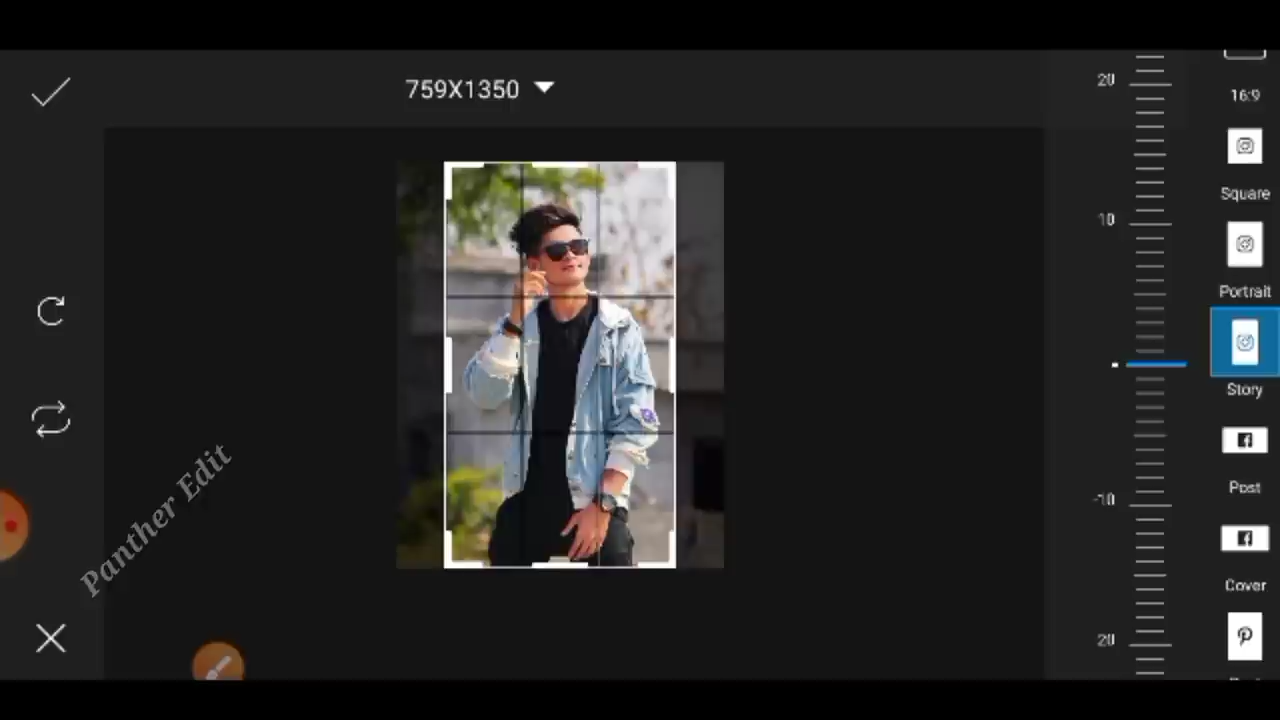 759X1350
20
10
-10
20
16:9
Square
Portrait
Story
Post
Cover
Panther Edit